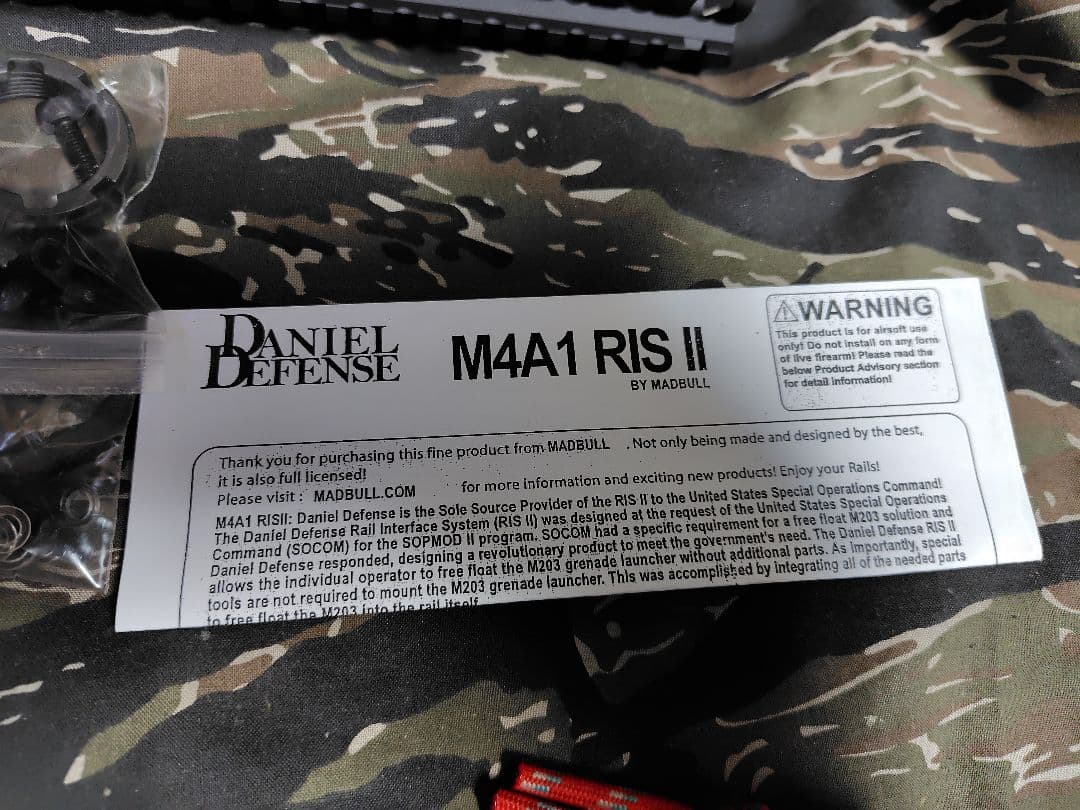 DANIEL
DEFENSE
M4A1 RIS II
BY MADBULL
WARNING
This product is for airsoft use
only! Do not install on any form
of live firearm! Please read the
below Product Advisory section
for detail information!
Thank you for purchasing this fine product from MADBULL . Not only being made and designed by the best,
it is also full licensed!
Please visit : MADBULL.COM for more information and exciting new products! Enjoy your Rails!
M4A1 RISII: Daniel Defense is the Sole Source Provider of the RIS II to the United States Special Operations Command!
The Daniel Defense Rail Interface System (RIS II) was designed at the request of the United States Special Operations
Command (SOCOM) for the SOPMOD II program. SOCOM had a specific requirement for a free float M203 solution and
Daniel Defense responded, designing a revolutionary product to meet the government's need. The Daniel Defense RIS II
allows the individual operator to free float the M203 grenade launcher without additional parts. As importantly, special
tools are not required to mount the M203 grenade launcher. This was accomplished by integrating all of the needed parts
to free float the M203 into the rail itself